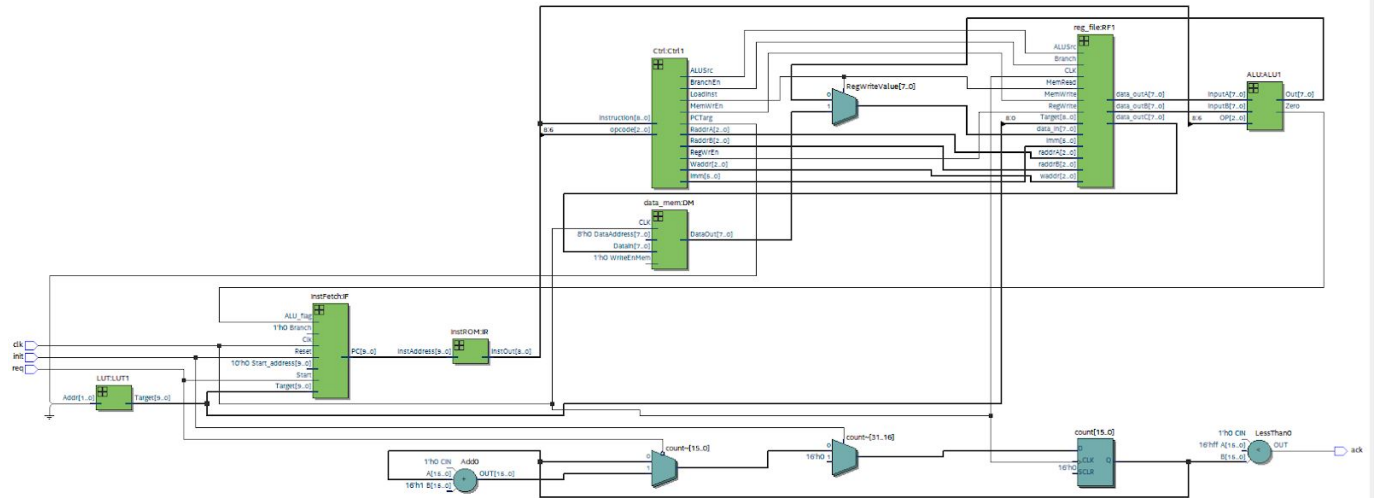 reg_file:RF1
Ctrl:Ctrl1
ALUSrc
BranchEn
LoadInst
MemWrEn
PCTarg
RaddrA[2..0]
RaddrB[2..0]
RegWrEn
Waddr[2..0]
Imm[5..0]
Instruction[8..0]
opcode[2..0]
8:6
RegWriteValue[7..0]
0
1
ALUSrc
Branch
CLK
MemRead
MemWrite
RegWrite
Target[8..0]
data_in[7..0]
Imm[5..0]
raddrA[2..0]
raddrB[2..0]
waddr[2..0]
8:0
data_outA[7..0]
data_outB[7..0]
data_outC[7..0]
ALU:ALU1
InputA[7..0]
InputB[7..0]
OP[2..0]
8:6
Out[7..0]
Zero
data_mem:DM
CLK
8'h0 DataAddress[7..0]
DataIn[7..0]
1'h0 WriteEnMem
DataOut[7..0]
InstFetch:IF
ALU_flag
1'h0 Branch
Clk
Reset
10'h0 Start_address[9..0]
Start
Target[9..0]
PC[9..0]
InstROM:IR
InstAddress[9..0]
InstOut[8..0]
clk
init
req
LUT:LUT1
Addr[1..0]
Target[9..0]
count~[15..0]
0
1
Add0
1'h0 CIN
A[15..0]
16'h1 B[15..0]
OUT[15..0]
+
count~[31..16]
0
16'h0 1
count[15..0]
D
CLK
Q
16'h0
SCLR
LessThan0
1'h0 CIN
16'hff A[15..0]
B[15..0]
OUT
<
ack